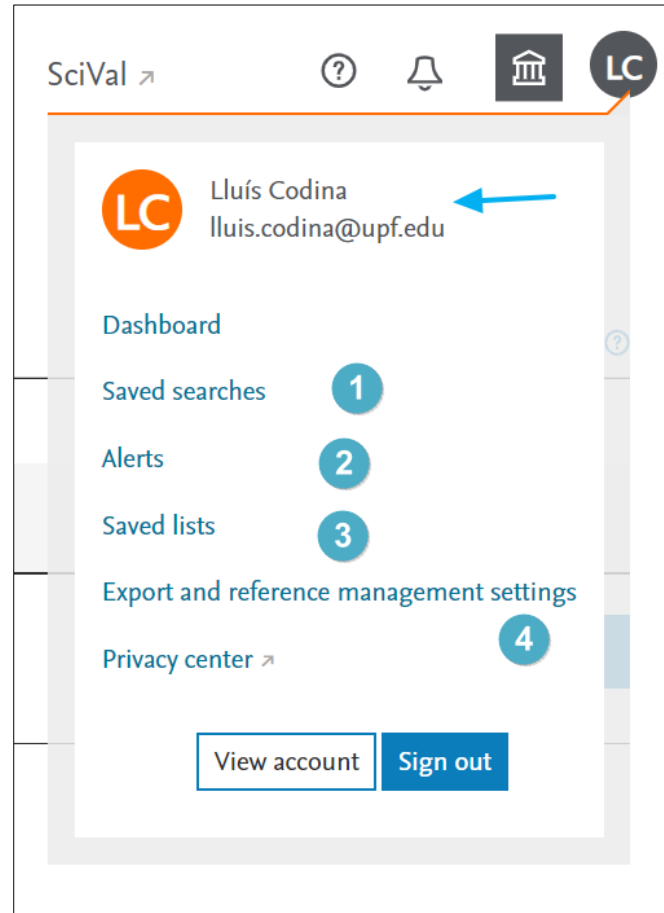 SciVal ↗ ? LC
LC Lluís Codina
lluis.codina@upf.edu
Dashboard
?
Saved searches 1
Alerts 2
Saved lists 3
Export and reference management settings
4
Privacy center ↗
View account Sign out